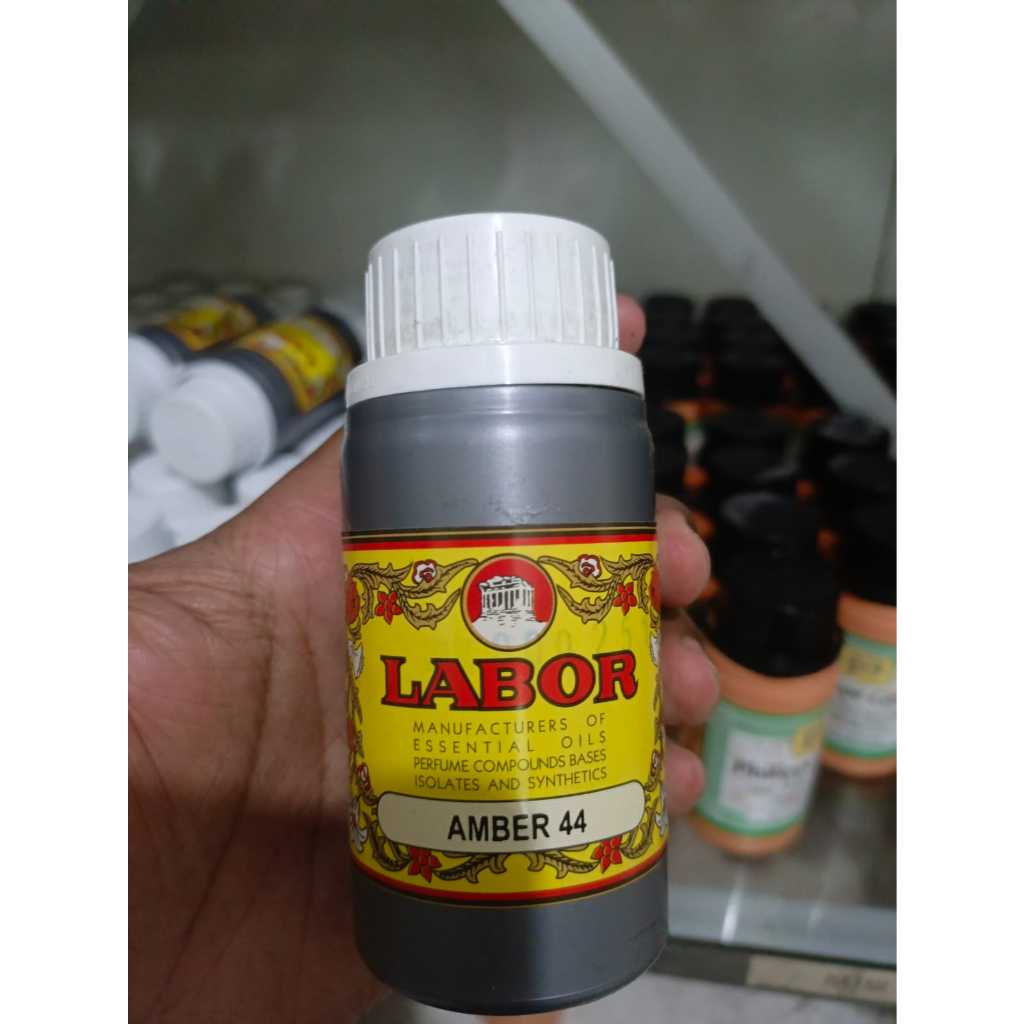 LABOR
MANUFACTURERS OF
ESSENTIAL OILS
PERFUME COMPOUNDS BASES
ISOLATES AND SYNTHETICS
AMBER 44